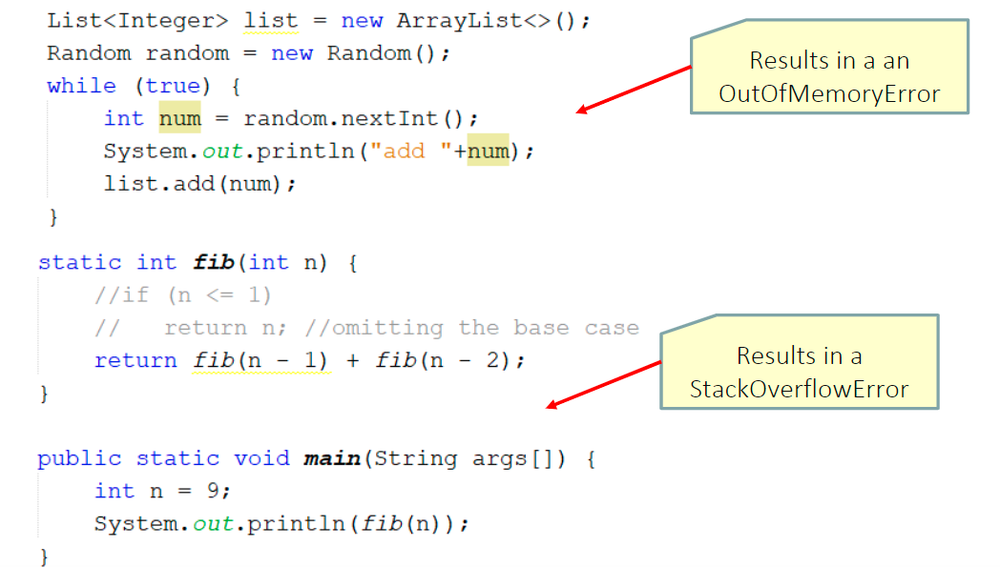 List<Integer> list = new ArrayList<>();
Random random = new Random();
while (true) {
    int num = random.nextInt();
    System.out.println("add "+num);
    list.add(num);
}
Results in a an
OutOfMemoryError
static int fib(int n) {
    //if (n <= 1)
    //   return n; //omitting the base case
    return fib(n - 1) + fib(n - 2);
}
Results in a
StackOverflowError
public static void main(String args[]) {
    int n = 9;
    System.out.println(fib(n));
}